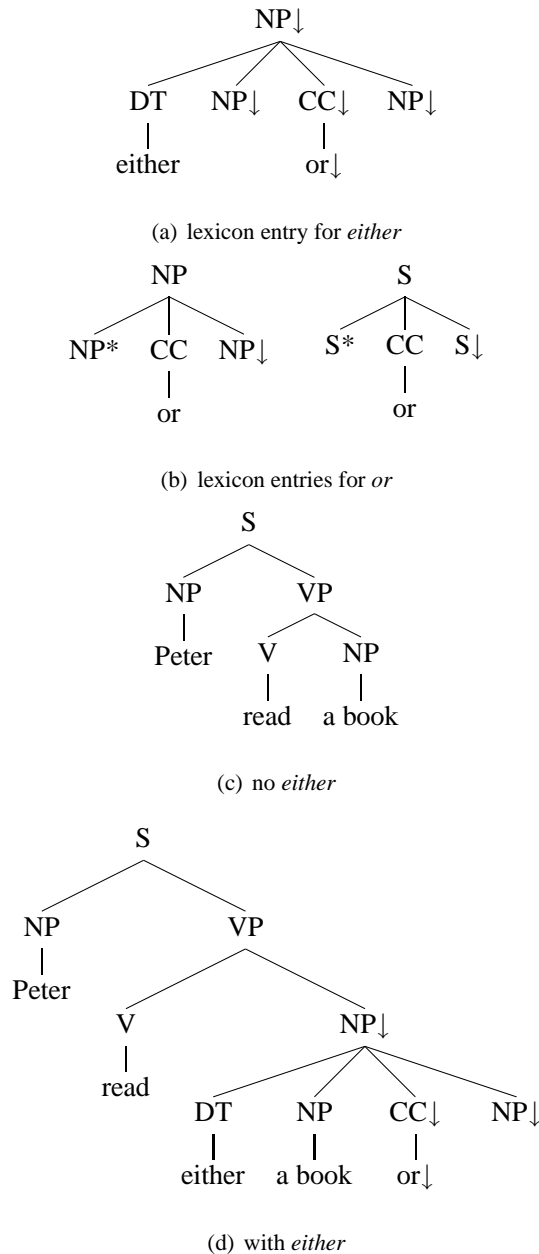 NP↓
DT NP↓ CC↓ NP↓
either or↓
(a) lexicon entry for either
NP S
NP* CC NP↓ S* CC S↓
or or
(b) lexicon entries for or
S
NP VP
Peter V NP
read a book
(c) no either
S
NP VP
Peter V NP↓
read
DT NP CC↓ NP↓
either a book or↓
(d) with either